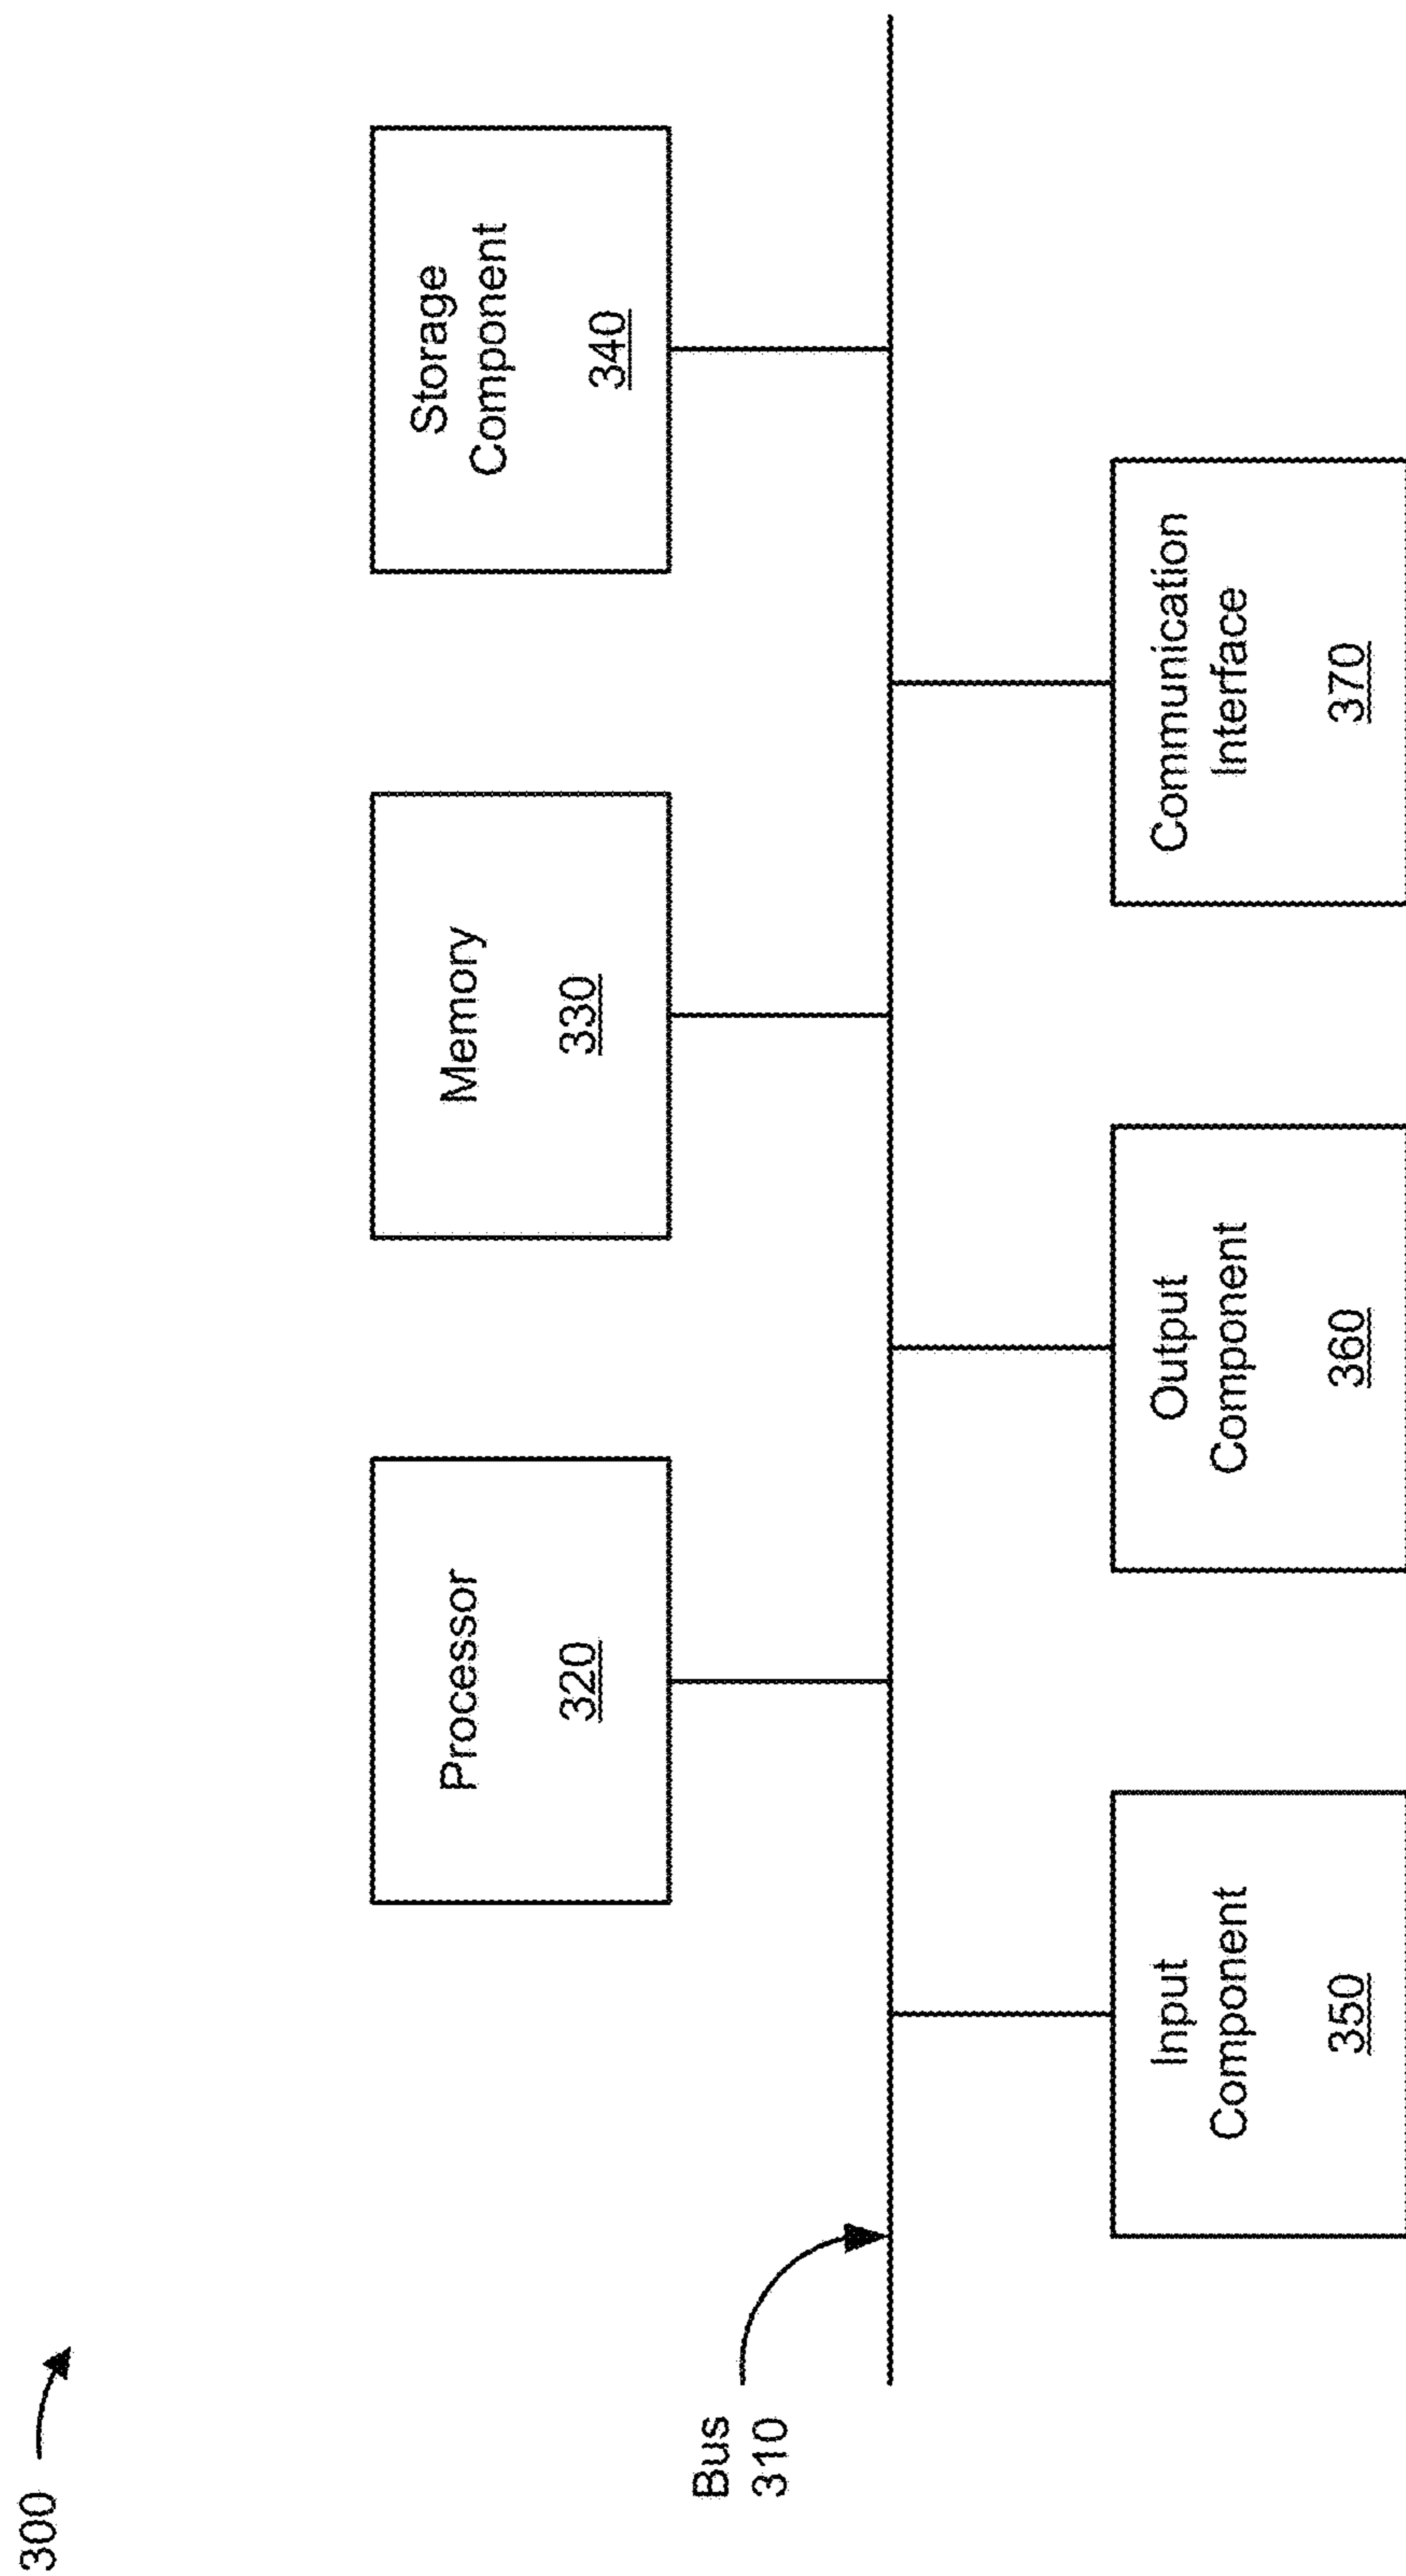 300
Processor
320
Memory
330
Storage
Component
340
Bus
310
Input
Component
350
Output
Component
360
Communication
Interface
370